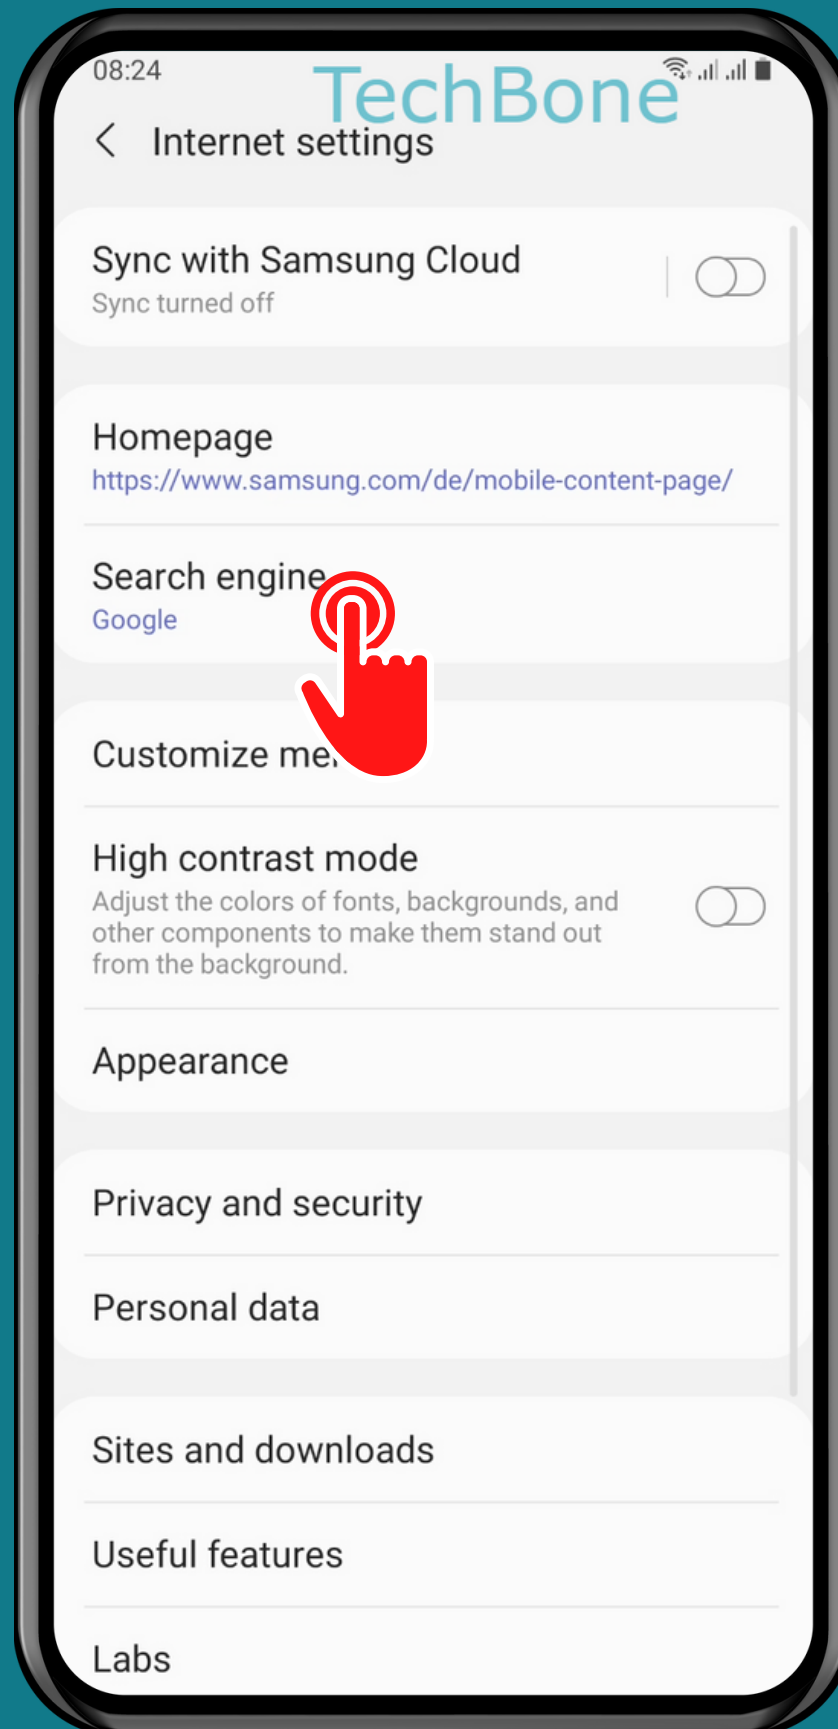 08:24
TechBone
Internet settings
Sync with Samsung Cloud
Sync turned off
Homepage
https://www.samsung.com/de/mobile-content-page/
Search engine
Google
Customize
High contrast mode
Adjust the colors of fonts, backgrounds, and
other components to make them stand out
from the background.
Appearance
Privacy and security
Personal data
Sites and downloads
Useful features
Labs